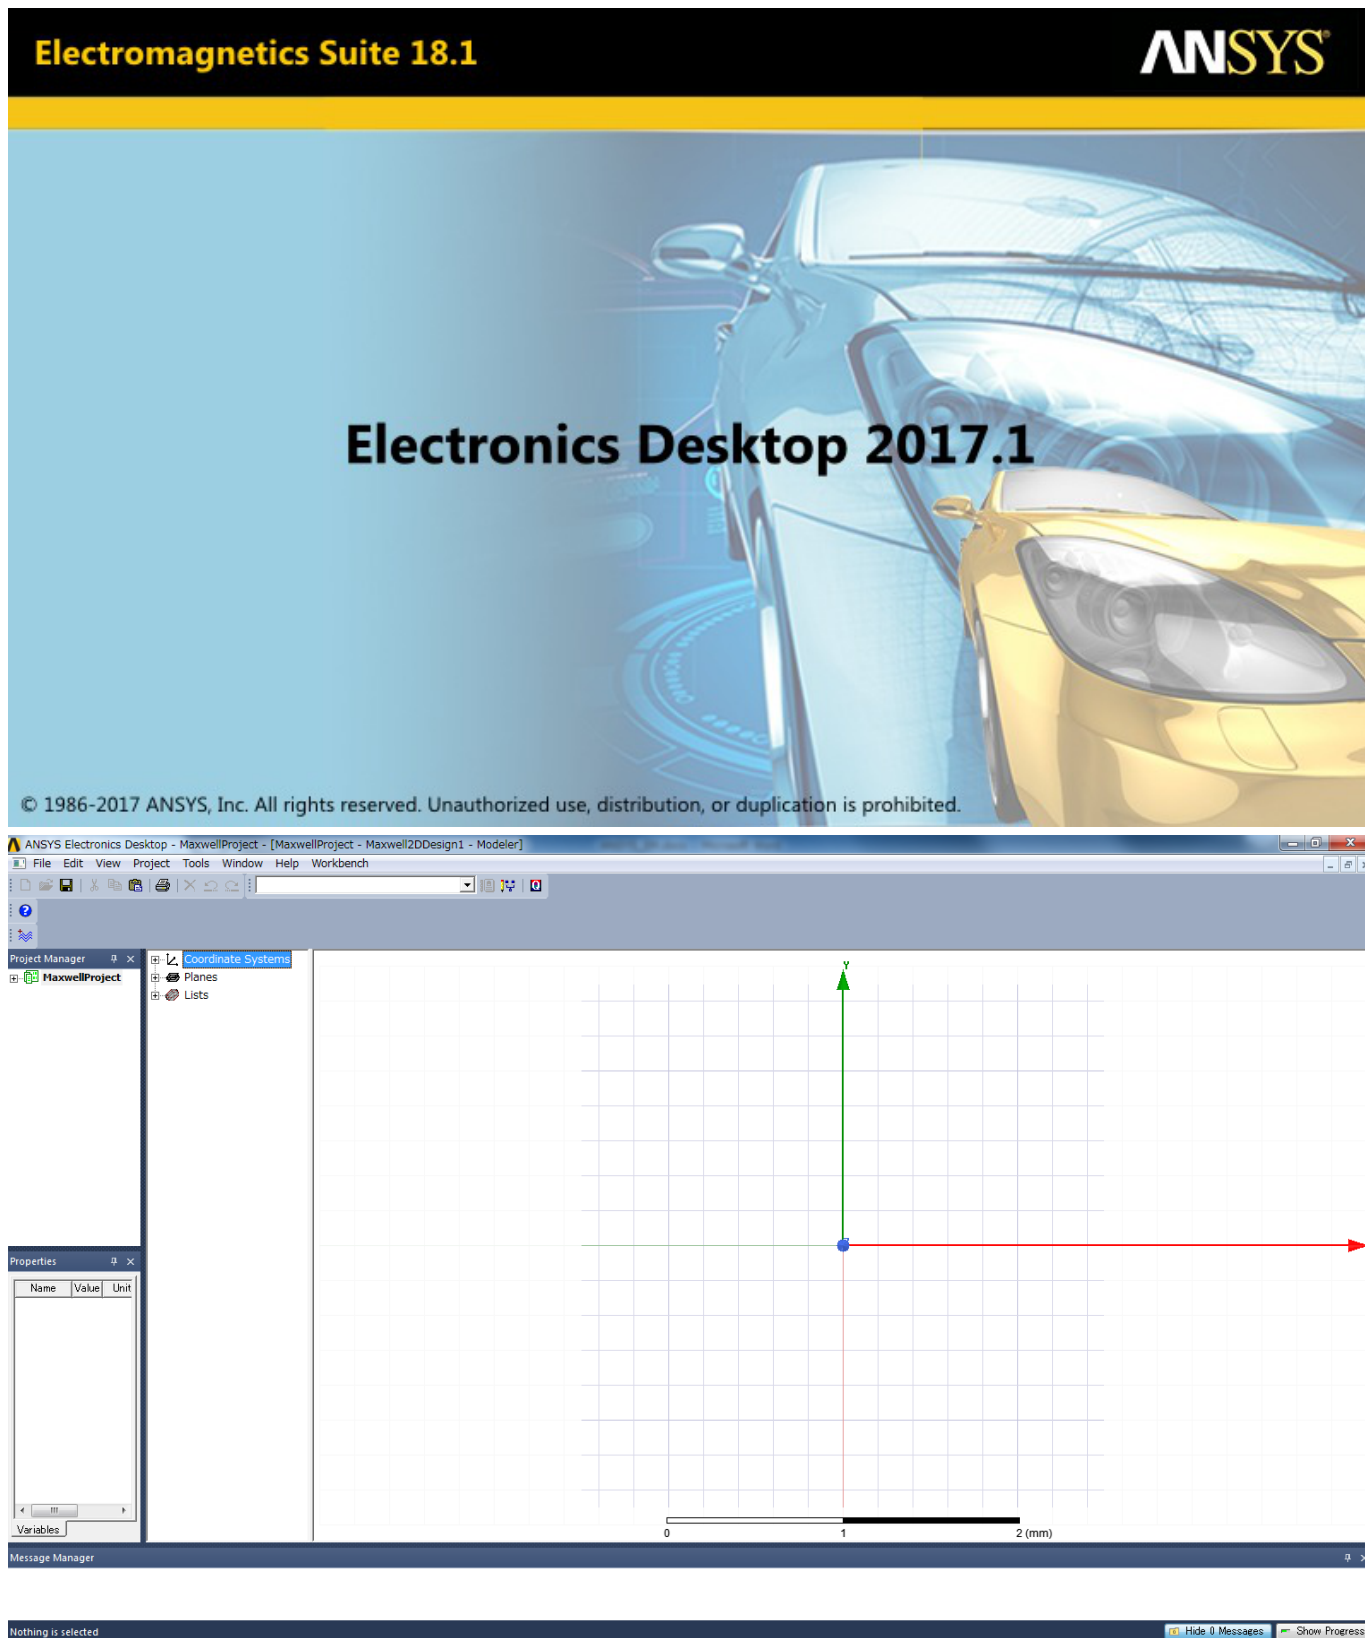 Electromagnetics Suite 18.1
ANSYS
Electronics Desktop 2017.1
© 1986-2017 ANSYS, Inc. All rights reserved. Unauthorized use, distribution, or duplication is prohibited.
ANSYS Electronics Desktop - MaxwellProject - [MaxwellProject - Maxwell2DDesign1 - Modeler]
File Edit View Project Tools Window Help Workbench
Project Manager
MaxwellProject
Coordinate Systems
Planes
Lists
Y
Properties
Name Value Unit
Variables
0 1 2 (mm)
Message Manager
Nothing is selected
Hide 0 Messages Show Progress